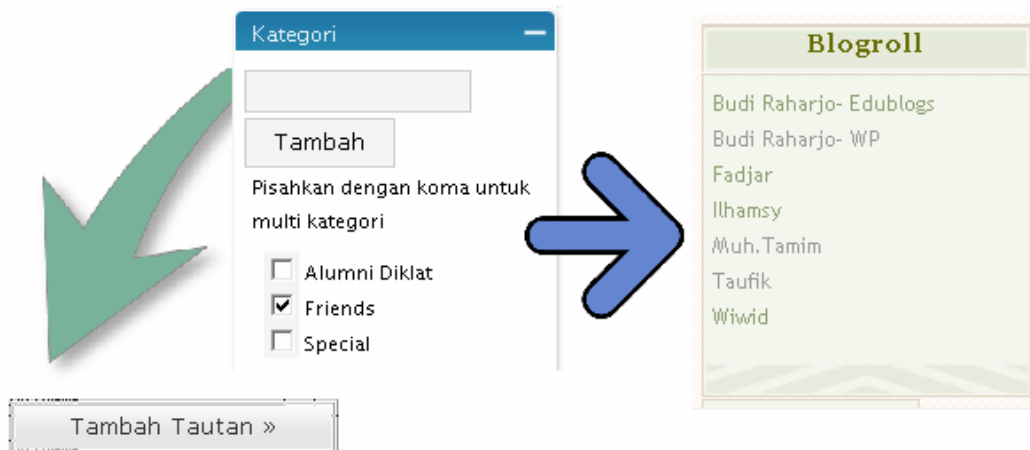 Kategori
Tambah
Pisahkan dengan koma untuk
multi kategori
Alumni Diklat
Friends
Special
Tambah Tautan »
Blogroll
Budi Raharjo- Edublogs
Budi Raharjo- WP
Fadjar
Ilhamsy
Muh.Tamim
Taufik
Wiwid